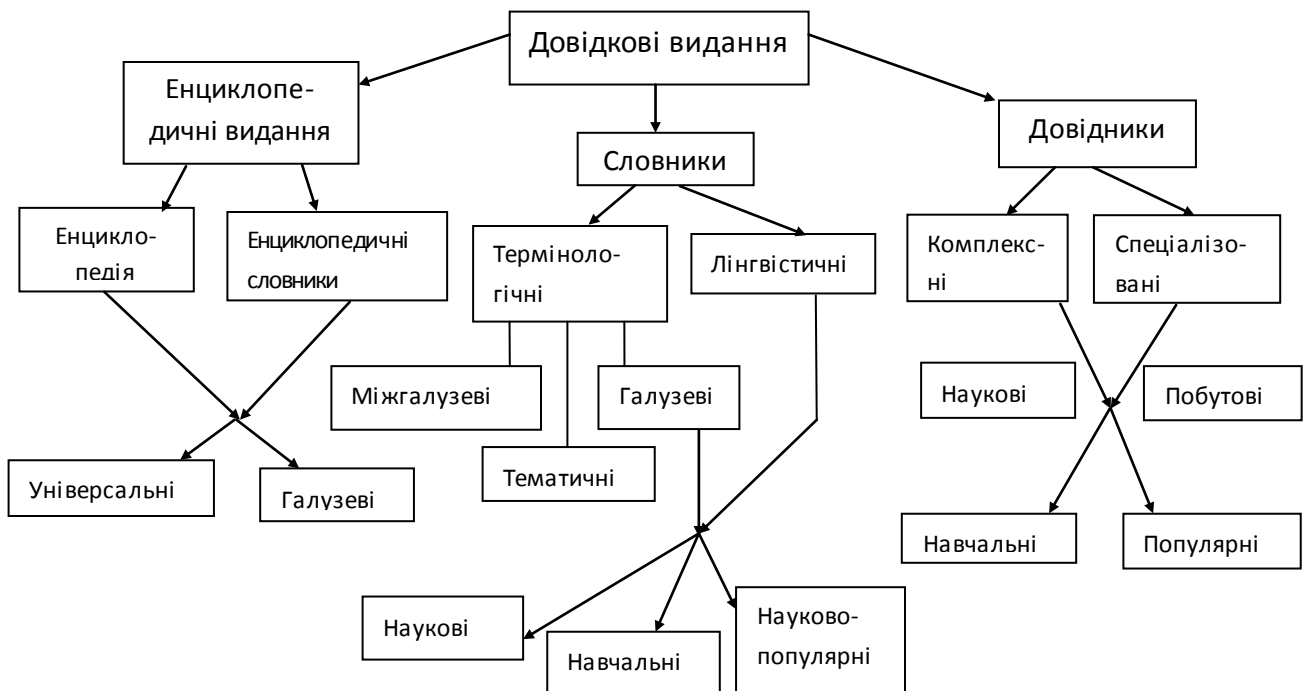 Довідкові видання
Енциклопе-
дичні видання
Словники
Довідники
Енцикло-
педія
Енциклопедичні
словники
Терміноло-
гічні
Лінгвістичні
Комплекс-
ні
Спеціалізо-
вані
Міжгалузеві
Галузеві
Наукові
Побутові
Універсальні
Галузеві
Тематичні
Навчальні
Популярні
Наукові
Навчальні
Науково-
популярні